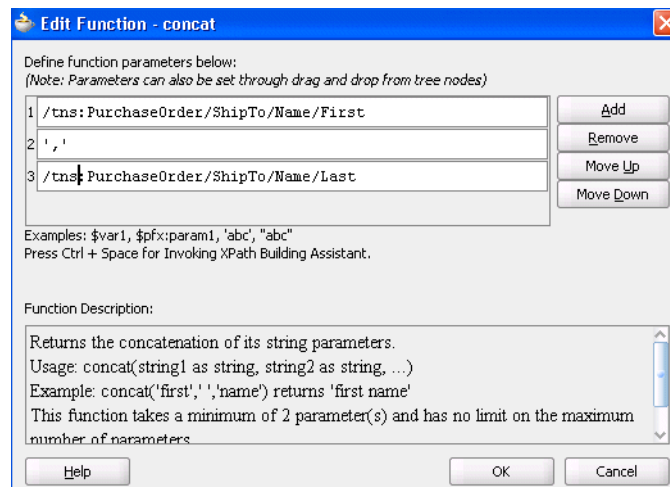 Edit Function - concat
Define function parameters below:
(Note: Parameters can also be set through drag and drop from tree nodes)
1 /tns:PurchaseOrder/ShipTo/Name/First
2 ','
3 /tns:PurchaseOrder/ShipTo/Name/Last
Add
Remove
Move Up
Move Down
Examples: $var1, $pfx:param1, 'abc', "abc"
Press Ctrl + Space for Invoking XPath Building Assistant.
Function Description:
Returns the concatenation of its string parameters.
Usage: concat(string1 as string, string2 as string, ...)
Example: concat('first',' ','name') returns 'first name'
This function takes a minimum of 2 parameter(s) and has no limit on the maximum
number of parameters
Help
OK
Cancel